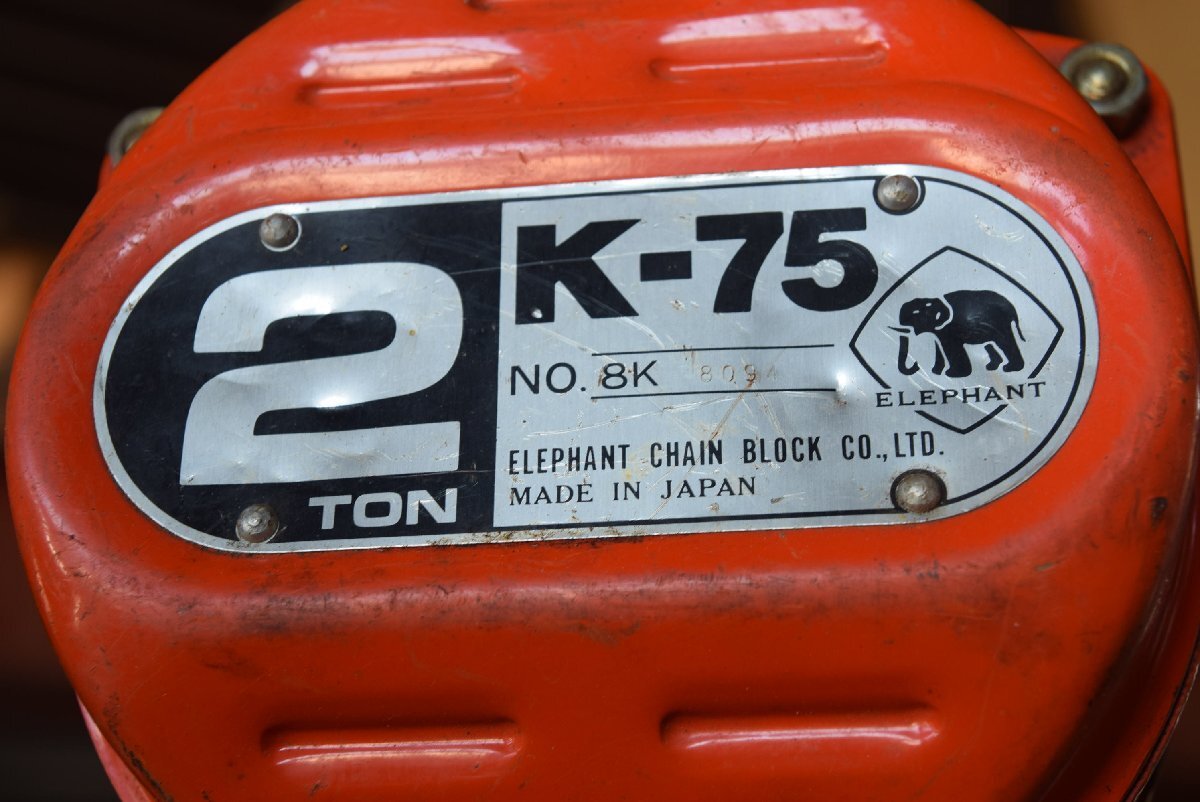 2
TON
K-75
NO. 8K 8094
ELEPHANT
ELEPHANT CHAIN BLOCK CO., LTD.
MADE IN JAPAN